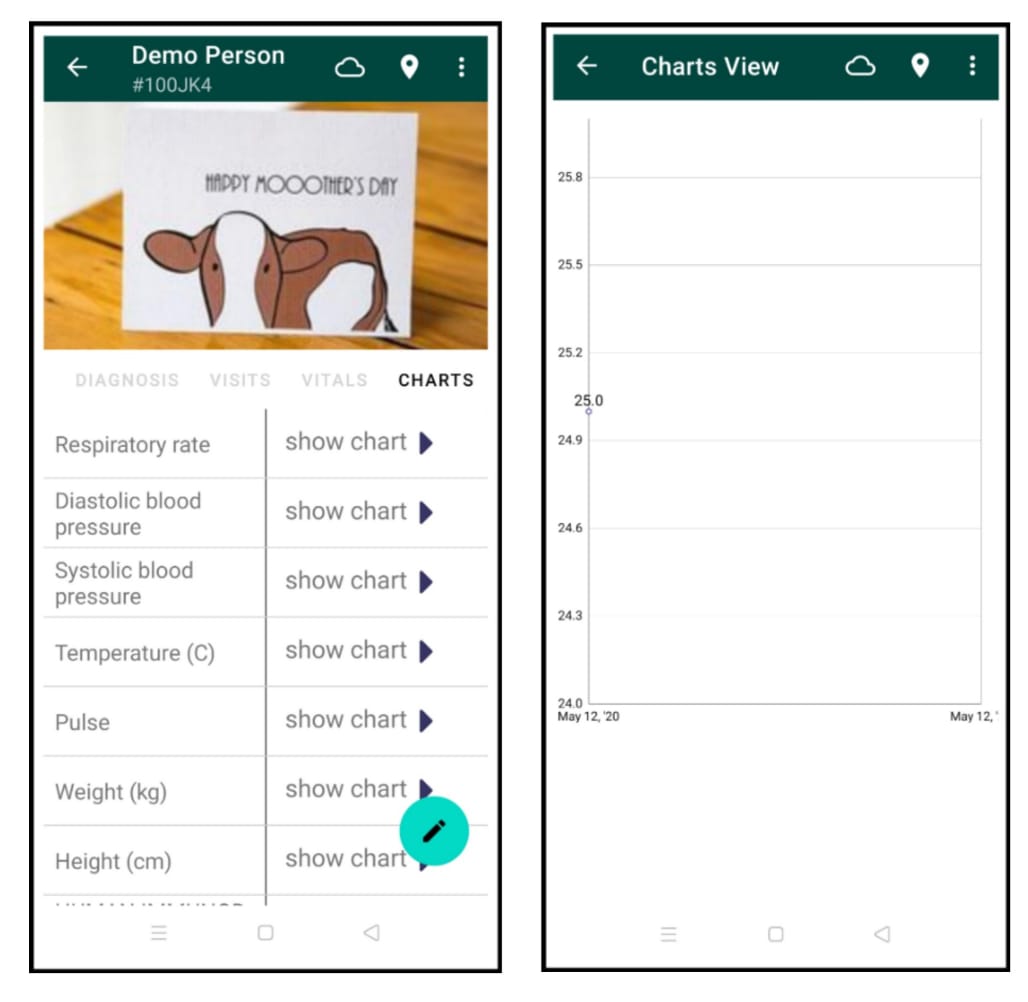 Demo Person
#100JK4
HAPPY MOOOTHER'S DAY
DIAGNOSIS VISITS VITALS CHARTS
Respiratory rate show chart
Diastolic blood
pressure show chart
Systolic blood
pressure show chart
Temperature (C) show chart
Pulse show chart
Weight (kg) show chart
Height (cm) show chart
Charts View
25.8
25.5
25.2
25.0
24.9
24.6
24.3
24.0
May 12, '20 May 12, '